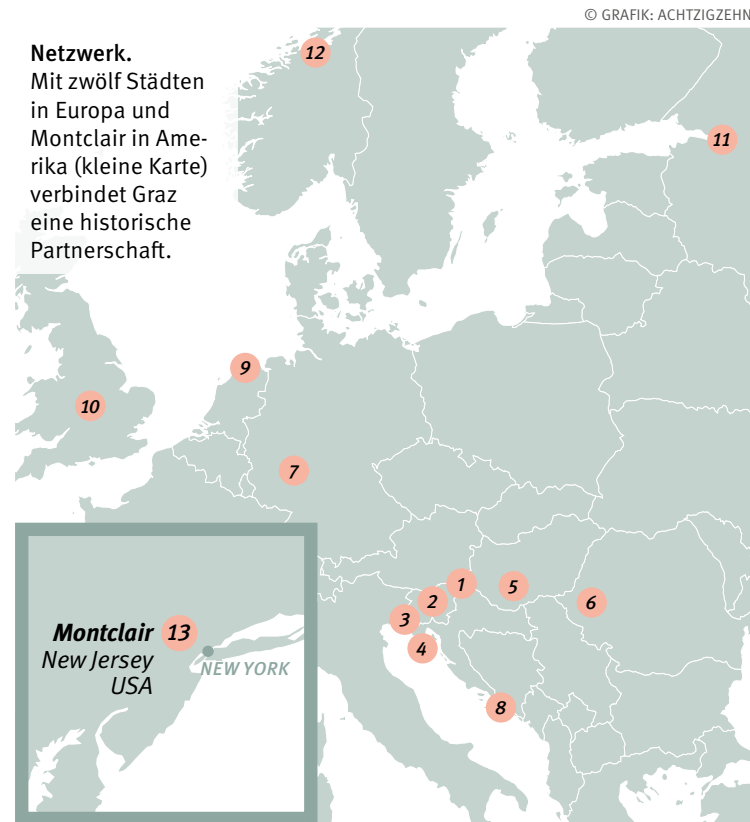 © GRAFIK: ACHTZIGZEHN
Netzwerk.
Mit zwölf Städten
in Europa und
Montclair in Ame-
rika (kleine Karte)
verbindet Graz
eine historische
Partnerschaft.
12
11
9
10
7
1
5
2
6
3
4
8
Montclair 13
New Jersey
USA
NEW YORK